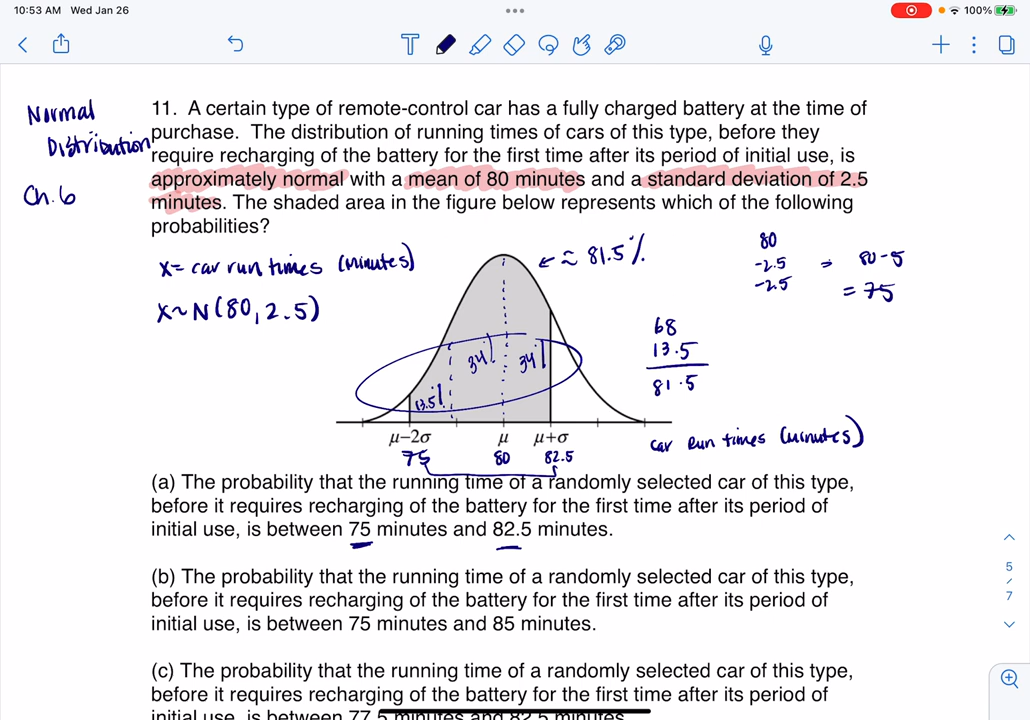 10:53 AM Wed Jan 26
100%
Normal
Distribution
Ch. 6
11. A certain type of remote-control car has a fully charged battery at the time of
purchase. The distribution of running times of cars of this type, before they
require recharging of the battery for the first time after its period of initial use, is
approximately normal with a mean of 80 minutes and a standard deviation of 2.5
minutes. The shaded area in the figure below represents which of the following
probabilities?
x = car run times (minutes)
X~N(80, 2.5)
← ≈ 81.5%
80
-2.5
-2.5
⇒ 80-5
= 75
68
13.5
81.5
34%
34%
13.5%
μ−2σ μ μ+σ
75 80 82.5
car run times (minutes)
(a) The probability that the running time of a randomly selected car of this type,
before it requires recharging of the battery for the first time after its period of
initial use, is between 75 minutes and 82.5 minutes.
(b) The probability that the running time of a randomly selected car of this type,
before it requires recharging of the battery for the first time after its period of
initial use, is between 75 minutes and 85 minutes.
(c) The probability that the running time of a randomly selected car of this type,
before it requires recharging of the battery for the first time after its period of
initial use, is between 77.5 minutes and 82.5 minutes.
5
/
7